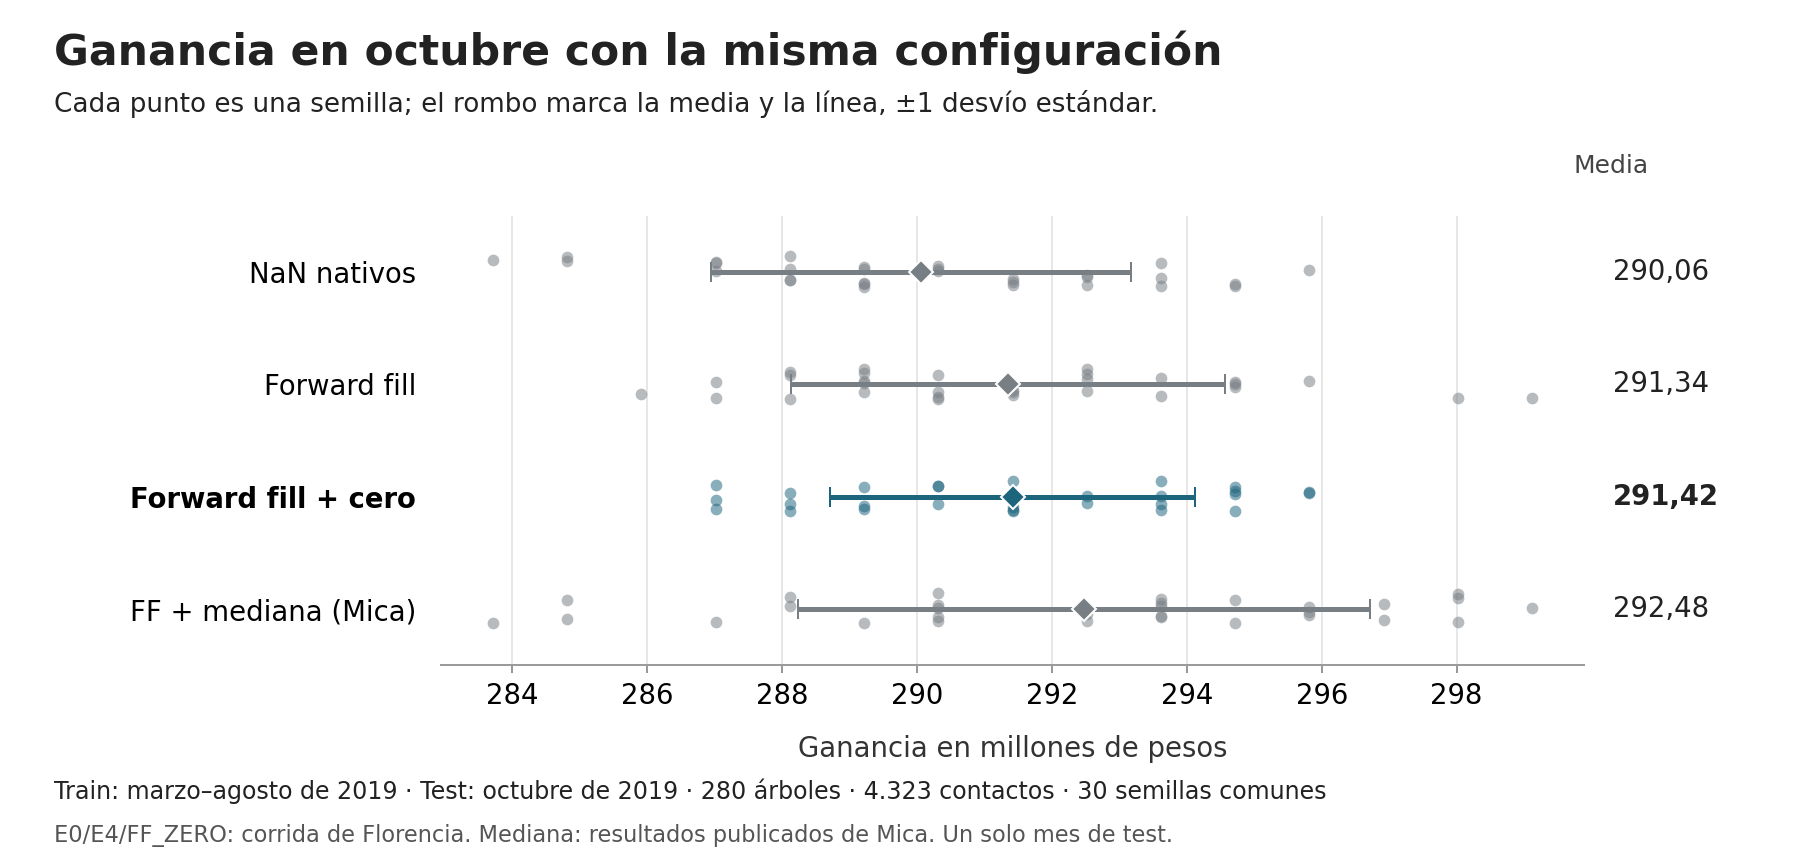 Ganancia en octubre con la misma configuración
Cada punto es una semilla; el rombo marca la media y la línea, ±1 desvío estándar.
Media
NaN nativos 290,06
Forward fill 291,34
Forward fill + cero 291,42
FF + mediana (Mica) 292,48
284 286 288 290 292 294 296 298
Ganancia en millones de pesos
Train: marzo–agosto de 2019 · Test: octubre de 2019 · 280 árboles · 4.323 contactos · 30 semillas comunes
E0/E4/FF_ZERO: corrida de Florencia. Mediana: resultados publicados de Mica. Un solo mes de test.